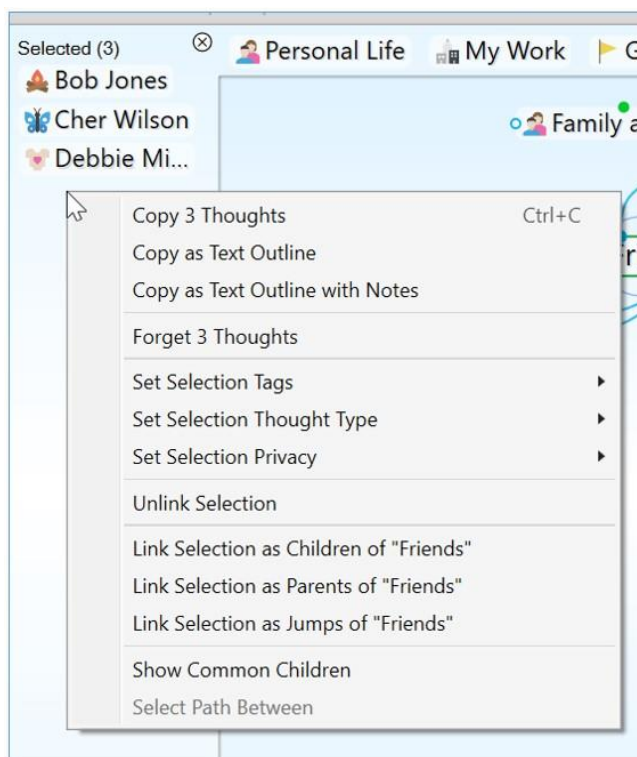 Selected (3)
Personal Life
My Work
G
Bob Jones
Cher Wilson
Debbie Mi...
Family a
Copy 3 Thoughts Ctrl+C
Copy as Text Outline
Copy as Text Outline with Notes
Forget 3 Thoughts
Set Selection Tags
Set Selection Thought Type
Set Selection Privacy
Unlink Selection
Link Selection as Children of "Friends"
Link Selection as Parents of "Friends"
Link Selection as Jumps of "Friends"
Show Common Children
Select Path Between